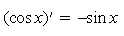 (cos x)′ = –sin x